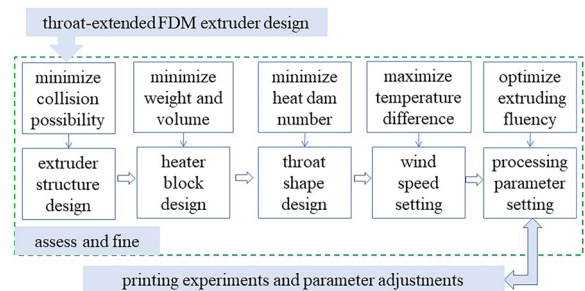 throat-extended FDM extruder design
minimize
collision
possibility
minimize
weight and
volume
minimize
heat dam
number
maximize
temperature
difference
optimize
extruding
fluency
extruder
structure
design
heater
block
design
throat
shape
design
wind
speed
setting
processing
parameter
setting
assess and fine
printing experiments and parameter adjustments